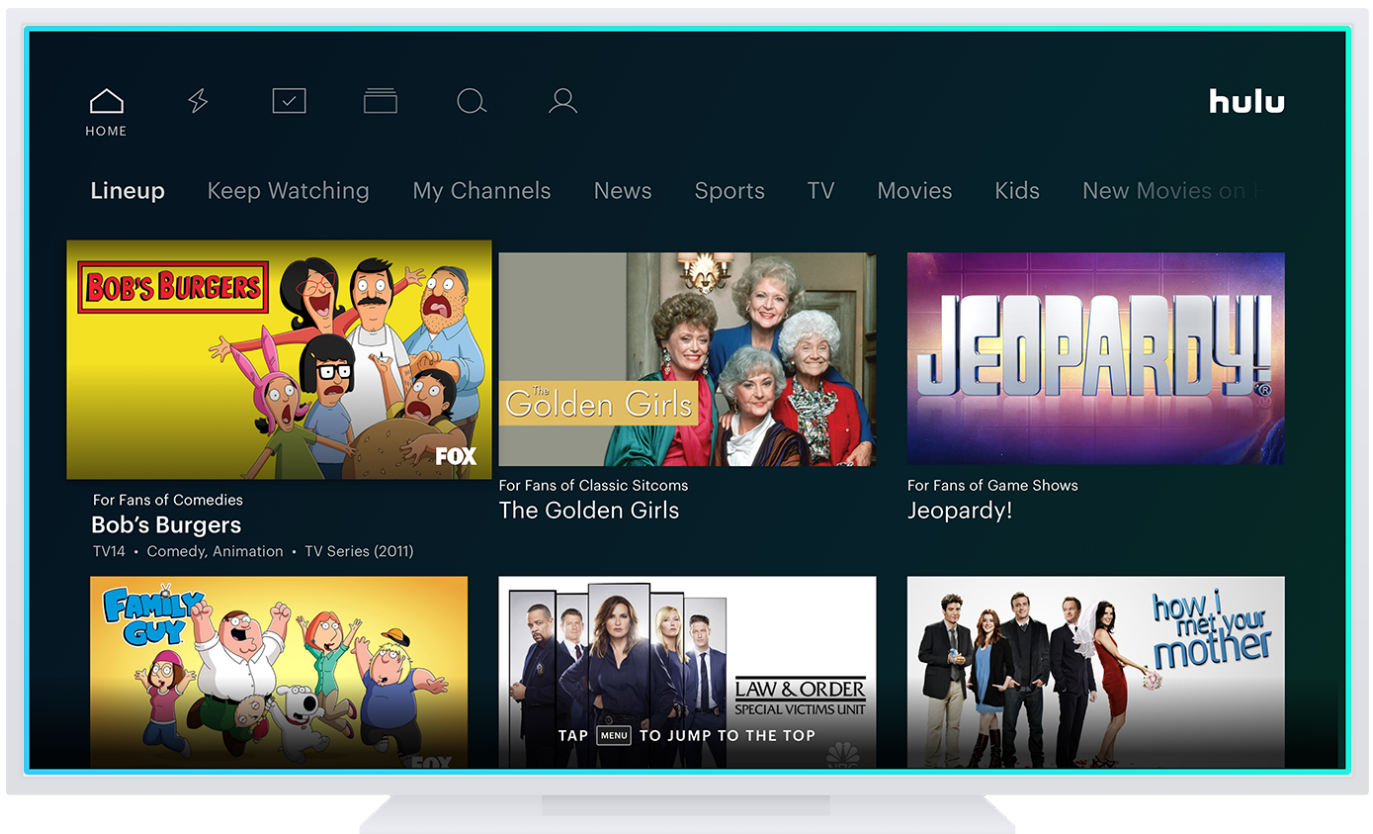 hulu
HOME
Lineup Keep Watching My Channels News Sports TV Movies Kids New Movies on
BOB'S BURGERS
FOX
The
Golden Girls
JEOPARDY!®
For Fans of Comedies
Bob's Burgers
TV14 • Comedy, Animation • TV Series (2011)
For Fans of Classic Sitcoms
The Golden Girls
For Fans of Game Shows
Jeopardy!
FAMILY
GUY
FOX
LAW & ORDER
SPECIAL VICTIMS UNIT
NBC
how i
met your
mother
TAP MENU TO JUMP TO THE TOP